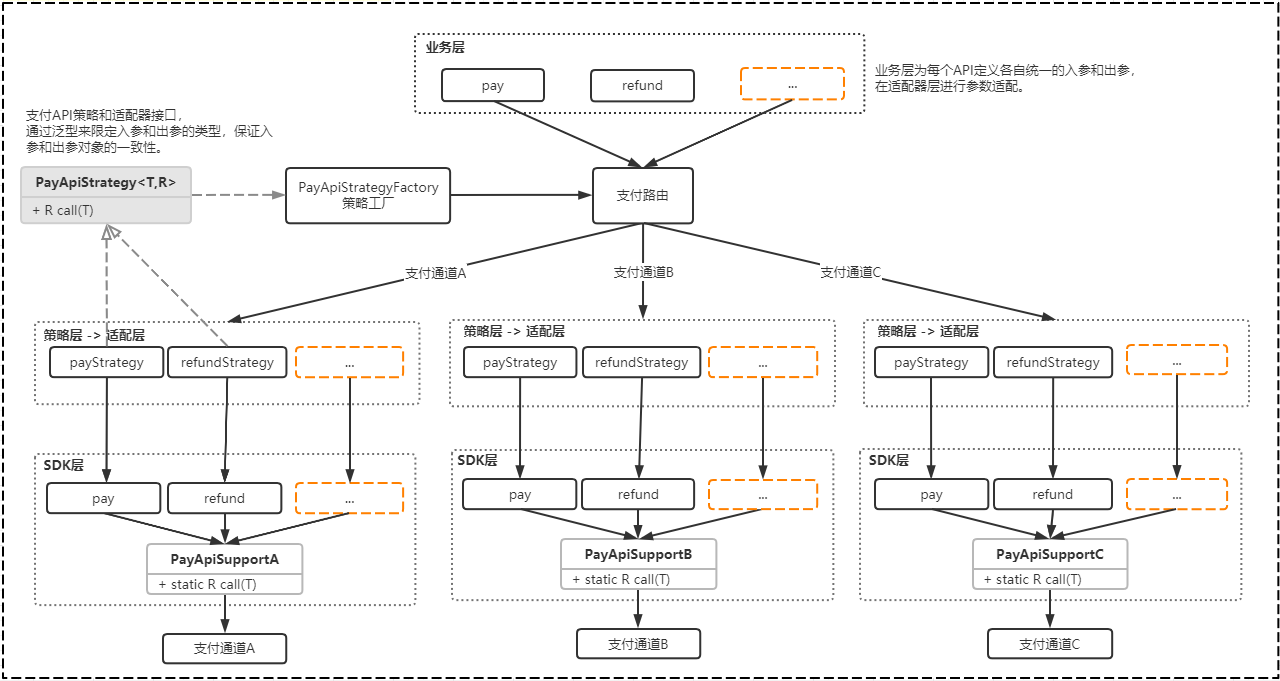 业务层
pay
refund
...
业务层为每个API定义各自统一的入参和出参，
在适配器层进行参数适配。
支付API策略和适配器接口，
通过泛型来限定入参和出参的类型，保证入
参和出参对象的一致性。
PayApiStrategy<T,R>
+ R call(T)
PayApiStrategyFactory
策略工厂
支付路由
支付通道A
支付通道B
支付通道C
策略层 -> 适配层
payStrategy
refundStrategy
...
策略层 -> 适配层
payStrategy
refundStrategy
...
策略层 -> 适配层
payStrategy
refundStrategy
...
SDK层
pay
refund
...
PayApiSupportA
+ static R call(T)
支付通道A
SDK层
pay
refund
...
PayApiSupportB
+ static R call(T)
支付通道B
SDK层
pay
refund
...
PayApiSupportC
+ static R call(T)
支付通道C